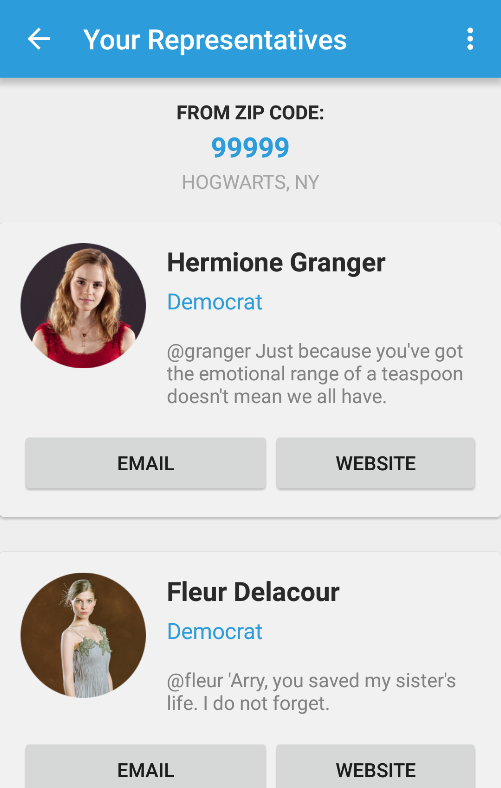 Your Representatives
FROM ZIP CODE:
99999
HOGWARTS, NY
Hermione Granger
Democrat
@granger Just because you've got
the emotional range of a teaspoon
doesn't mean we all have.
EMAIL WEBSITE
Fleur Delacour
Democrat
@fleur 'Arry, you saved my sister's
life. I do not forget.
EMAIL WEBSITE